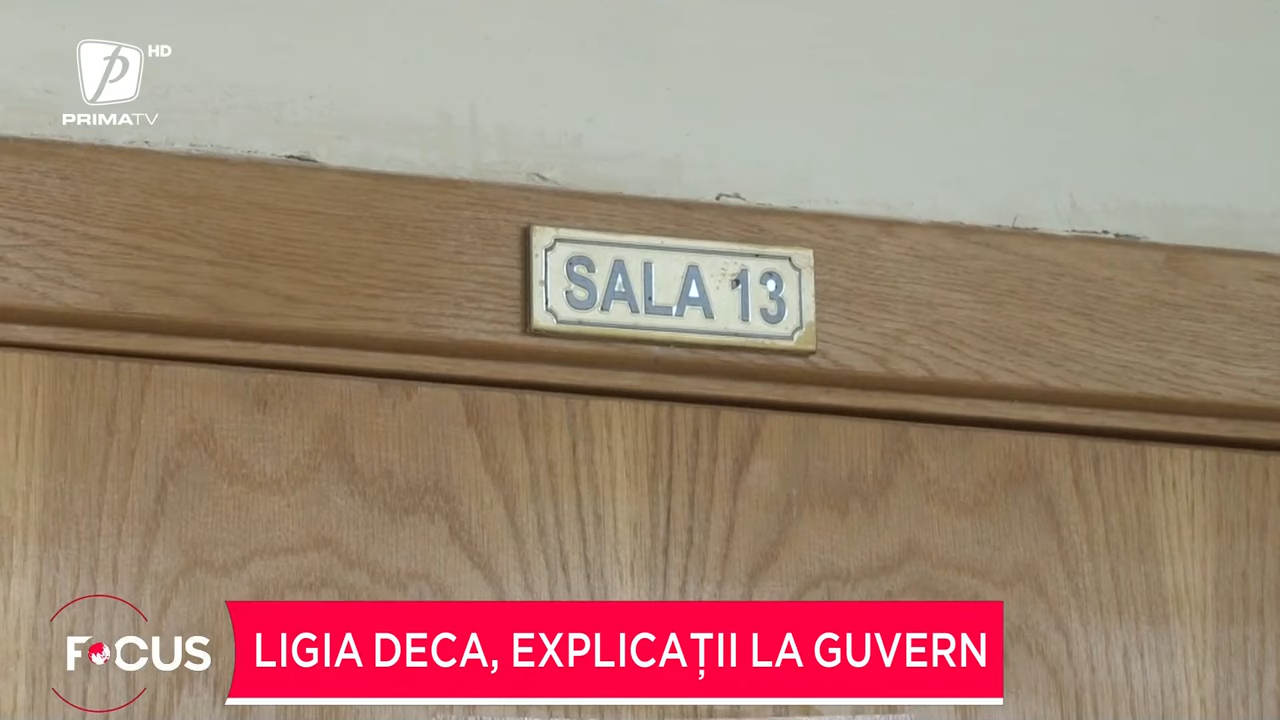 HD
PRIMATV
SALA 13
FOCUS
LIGIA DECA, EXPLICAȚII LA GUVERN